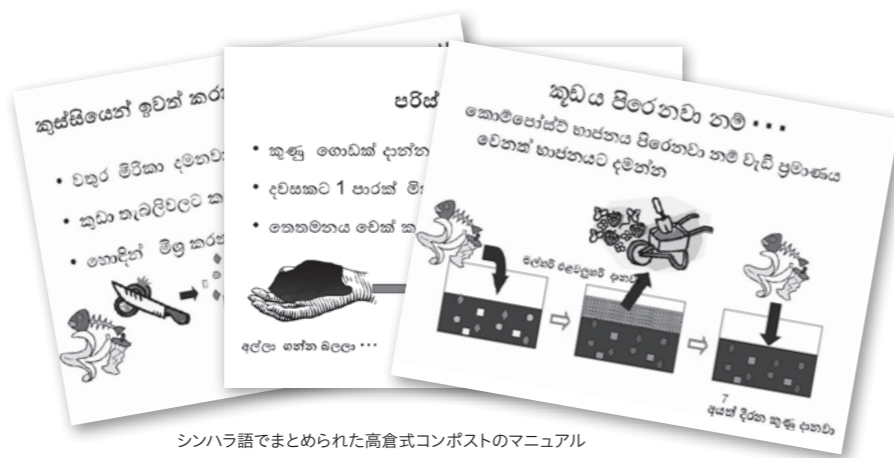 කුස්සියෙන් ඉවත් කර
වතුර මිරිකා දමනවා
කුඩා තැබලිවලට ක
හොඳින් මිශ්‍ර කරන
පරිස්
කුණු ගොඩක් දාන්න
දවසකට 1 පාරක් මි
තෙතමනය චෙක් ක
අල්ලා ගන්න බලලා ···
කූඩය පිරෙනවා නම් ···
කොම්පෝස්ට් භාජනය පිරෙනවා නම් වැඩි ප්‍රමාණය
වෙනක් භාජනයට දමන්න
7
අයත් දිරන කුණු දානවා
シンハラ語でまとめられた高倉式コンポストのマニュアル